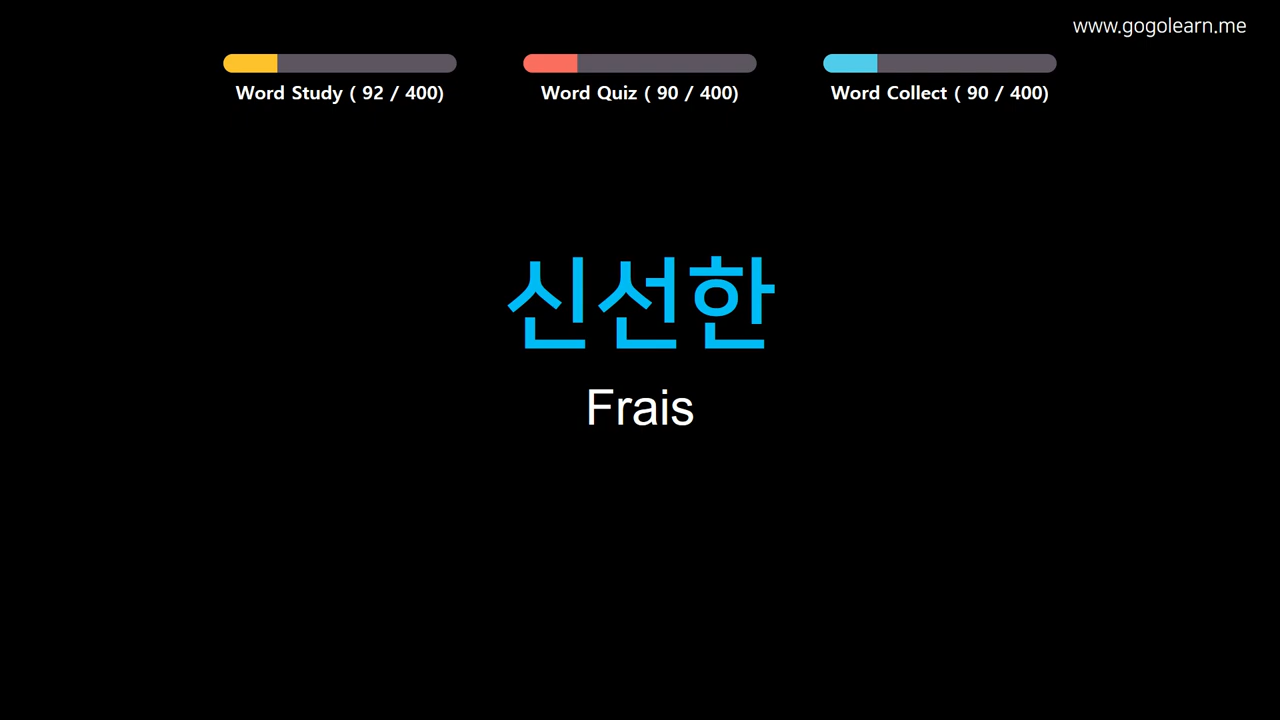 www.gogolearn.me
Word Study ( 92 / 400)
Word Quiz ( 90 / 400)
Word Collect ( 90 / 400)
신선한
Frais